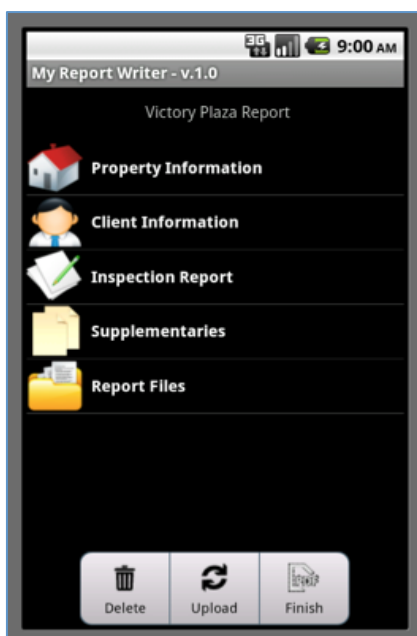 3G
9:00 AM
My Report Writer - v.1.0
Victory Plaza Report
Property Information
Client Information
Inspection Report
Supplementaries
Report Files
Delete Upload Finish